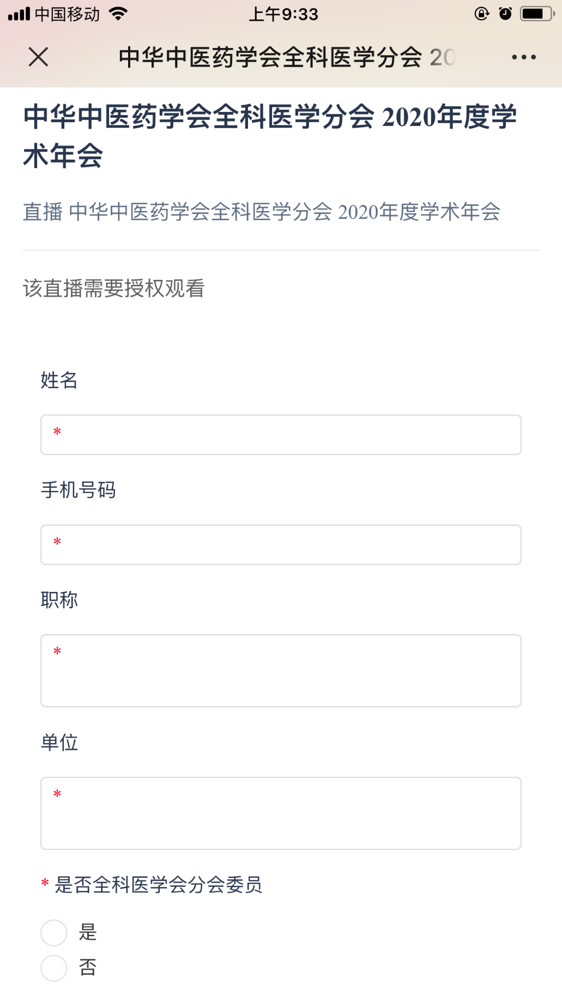 中国移动
上午9:33
中华中医药学会全科医学分会 20
中华中医药学会全科医学分会 2020年度学
术年会
直播 中华中医药学会全科医学分会 2020年度学术年会
该直播需要授权观看
姓名
*
手机号码
*
职称
*
单位
*
* 是否全科医学会分会委员
是
否